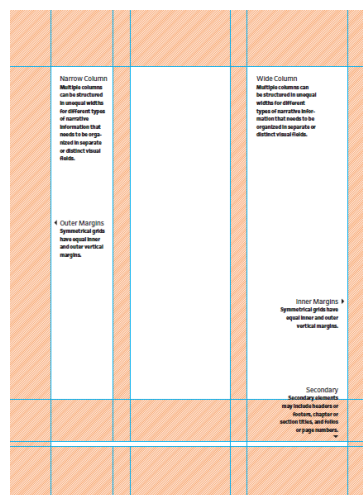 Narrow Column
Multiple columns
can be structured
in unequal widths
for different types
of narrative
information that
needs to be orga-
nized in separate
or distinct visual
fields.
Wide Column
Multiple columns can
be structured in unequal
widths for different
types of narrative infor-
mation that needs to be
organized in separate or
distinct visual fields.
Outer Margins
Symmetrical grids
have equal inner
and outer vertical
margins.
Inner Margins
Symmetrical grids have
equal inner and outer
vertical margins.
Secondary
Secondary elements
may include headers or
footers, chapter or
section titles, and folios
or page numbers.